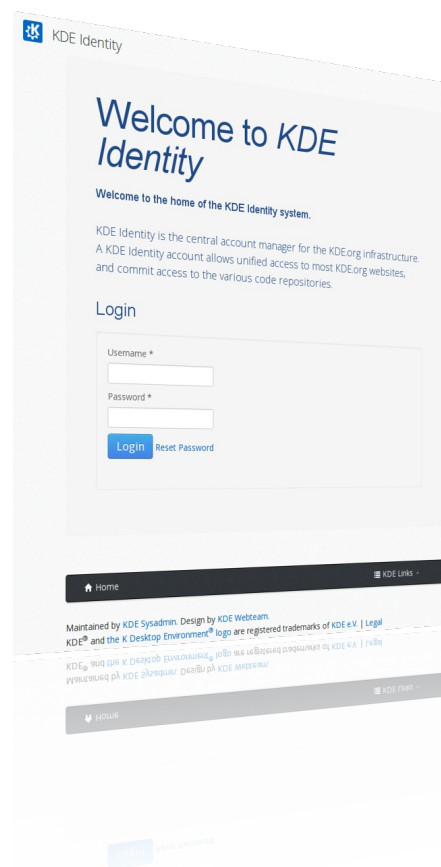 KDE Identity
Welcome to KDE
Identity
Welcome to the home of the KDE Identity system.
KDE Identity is the central account manager for the KDE.org infrastructure.
A KDE Identity account allows unified access to most KDE.org websites,
and commit access to the various code repositories.
Login
Username *
Password *
Login Reset Password
Home KDE Links
Maintained by KDE Sysadmin. Design by KDE Webteam.
KDE® and the K Desktop Environment® logo are registered trademarks of KDE e.V. | Legal